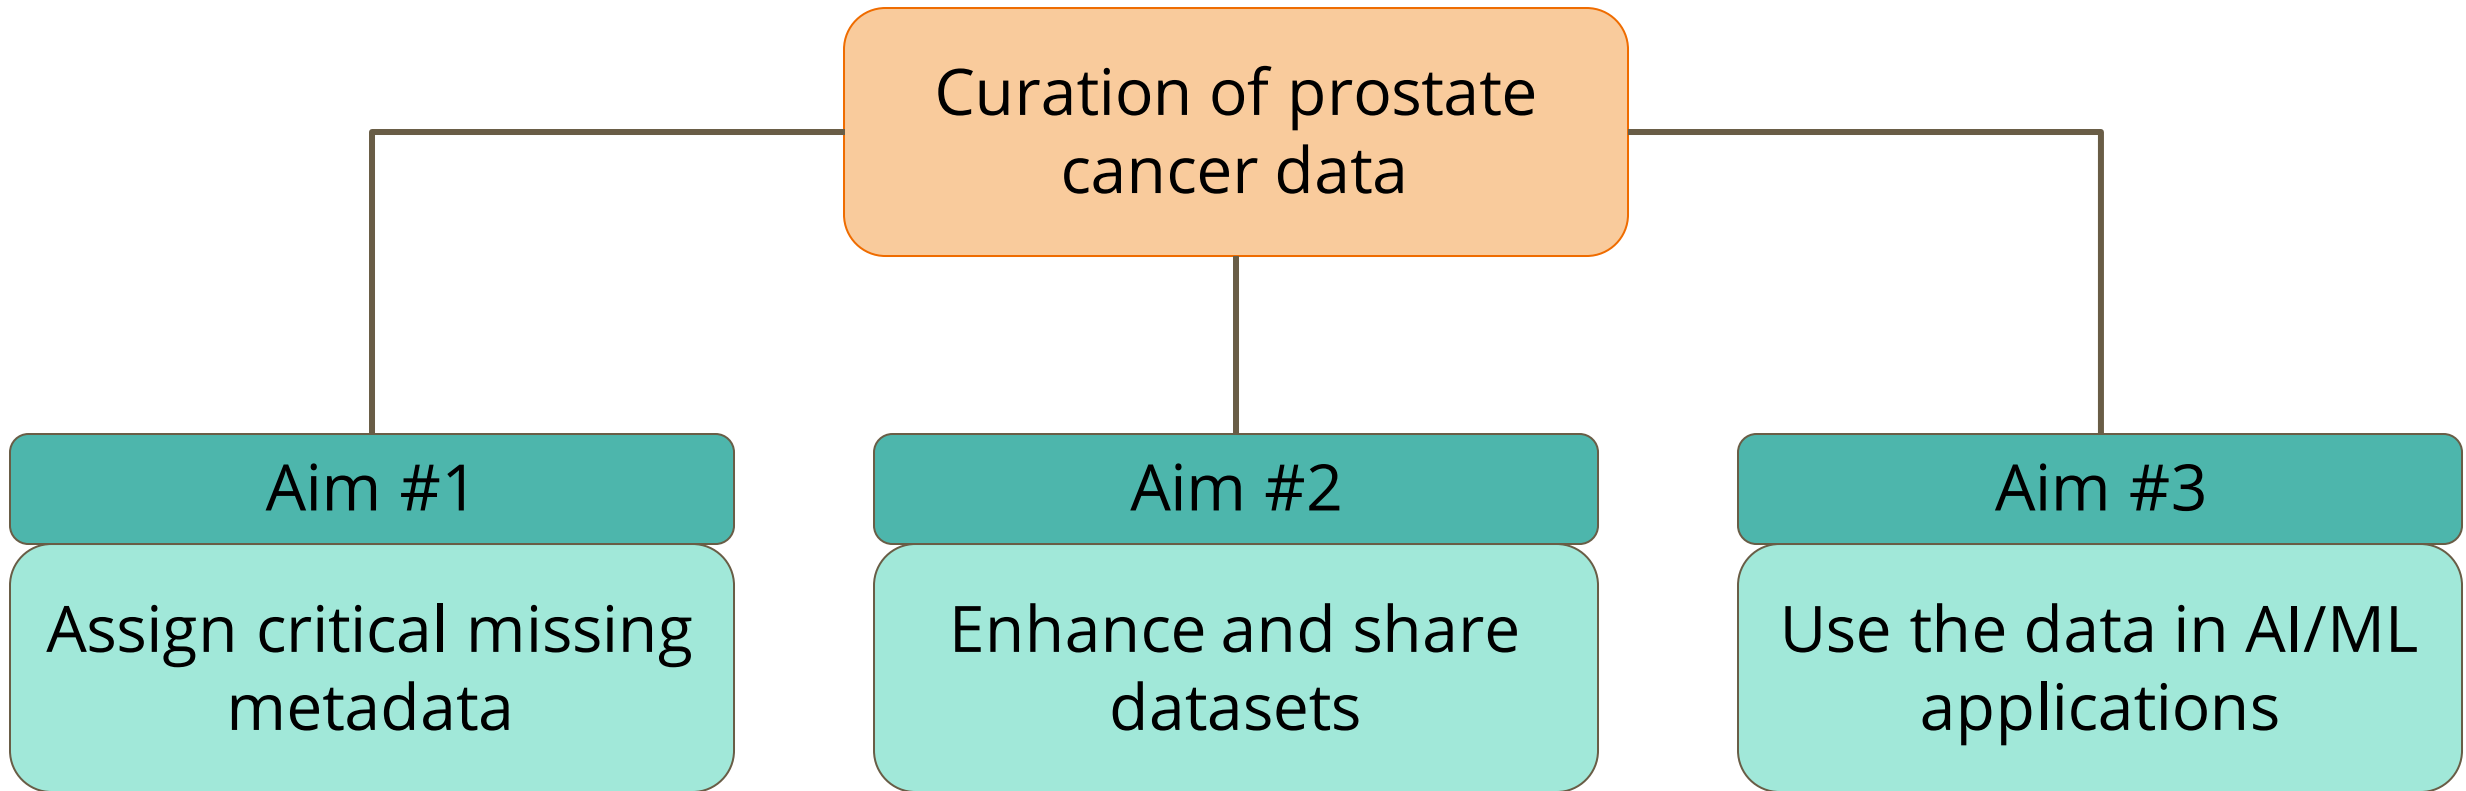 Curation of prostate
cancer data
Aim #1
Assign critical missing
metadata
Aim #2
Enhance and share
datasets
Aim #3
Use the data in AI/ML
applications